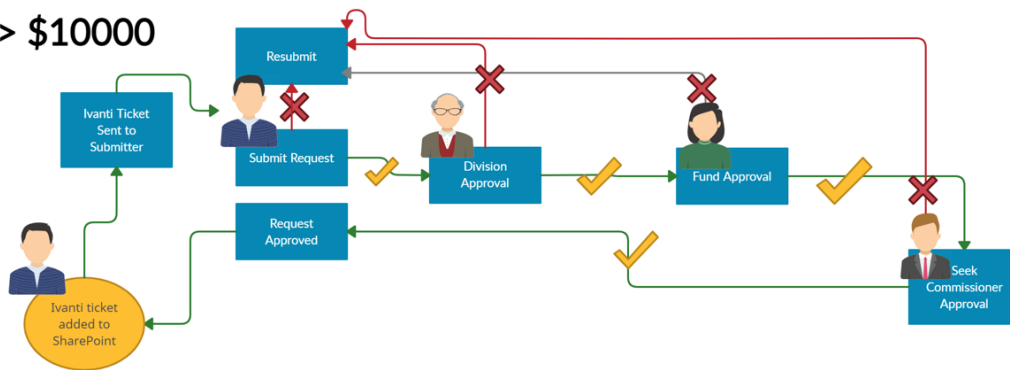 > $10000
Resubmit
Ivanti Ticket
Sent to
Submitter
Submit Request
Division
Approval
Fund Approval
Request
Approved
Seek
Commissioner
Approval
Ivanti ticket
added to
SharePoint